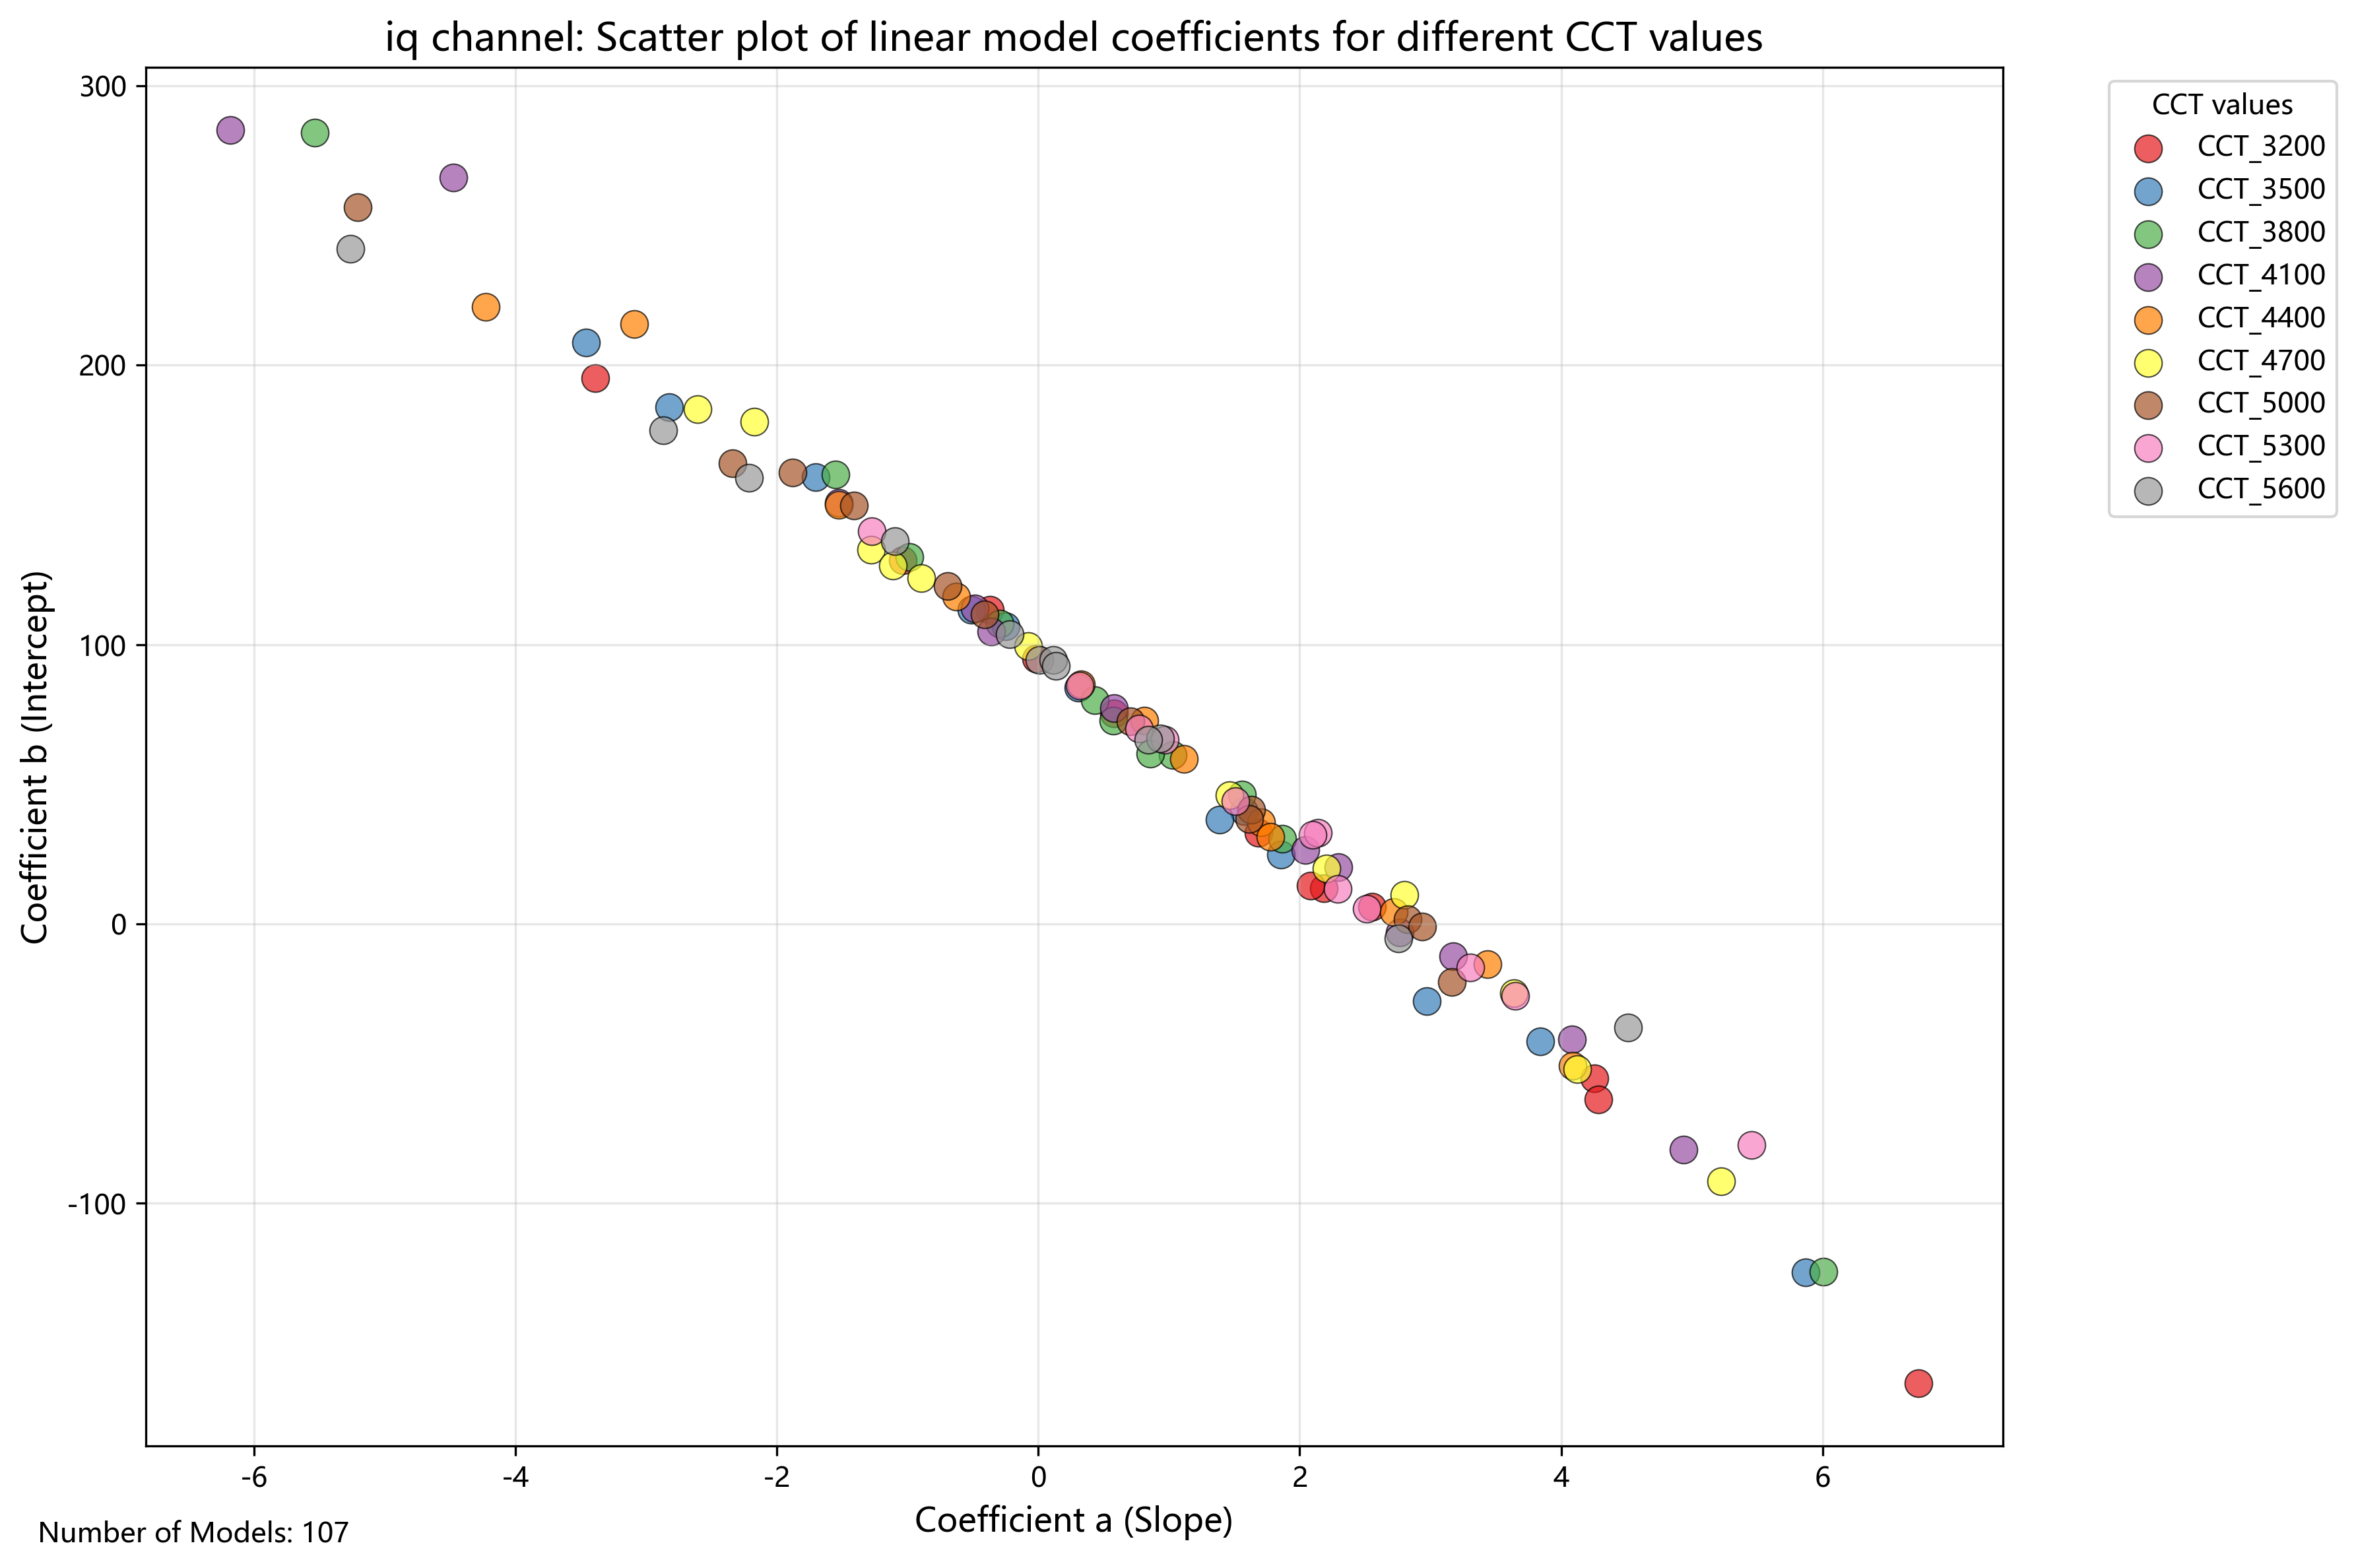 iq channel: Scatter plot of linear model coefficients for different CCT values
300
200
100
0
-100
Coefficient b (Intercept)
-6
-4
-2
0
2
4
6
Coefficient a (Slope)
Number of Models: 107
CCT values
CCT_3200
CCT_3500
CCT_3800
CCT_4100
CCT_4400
CCT_4700
CCT_5000
CCT_5300
CCT_5600